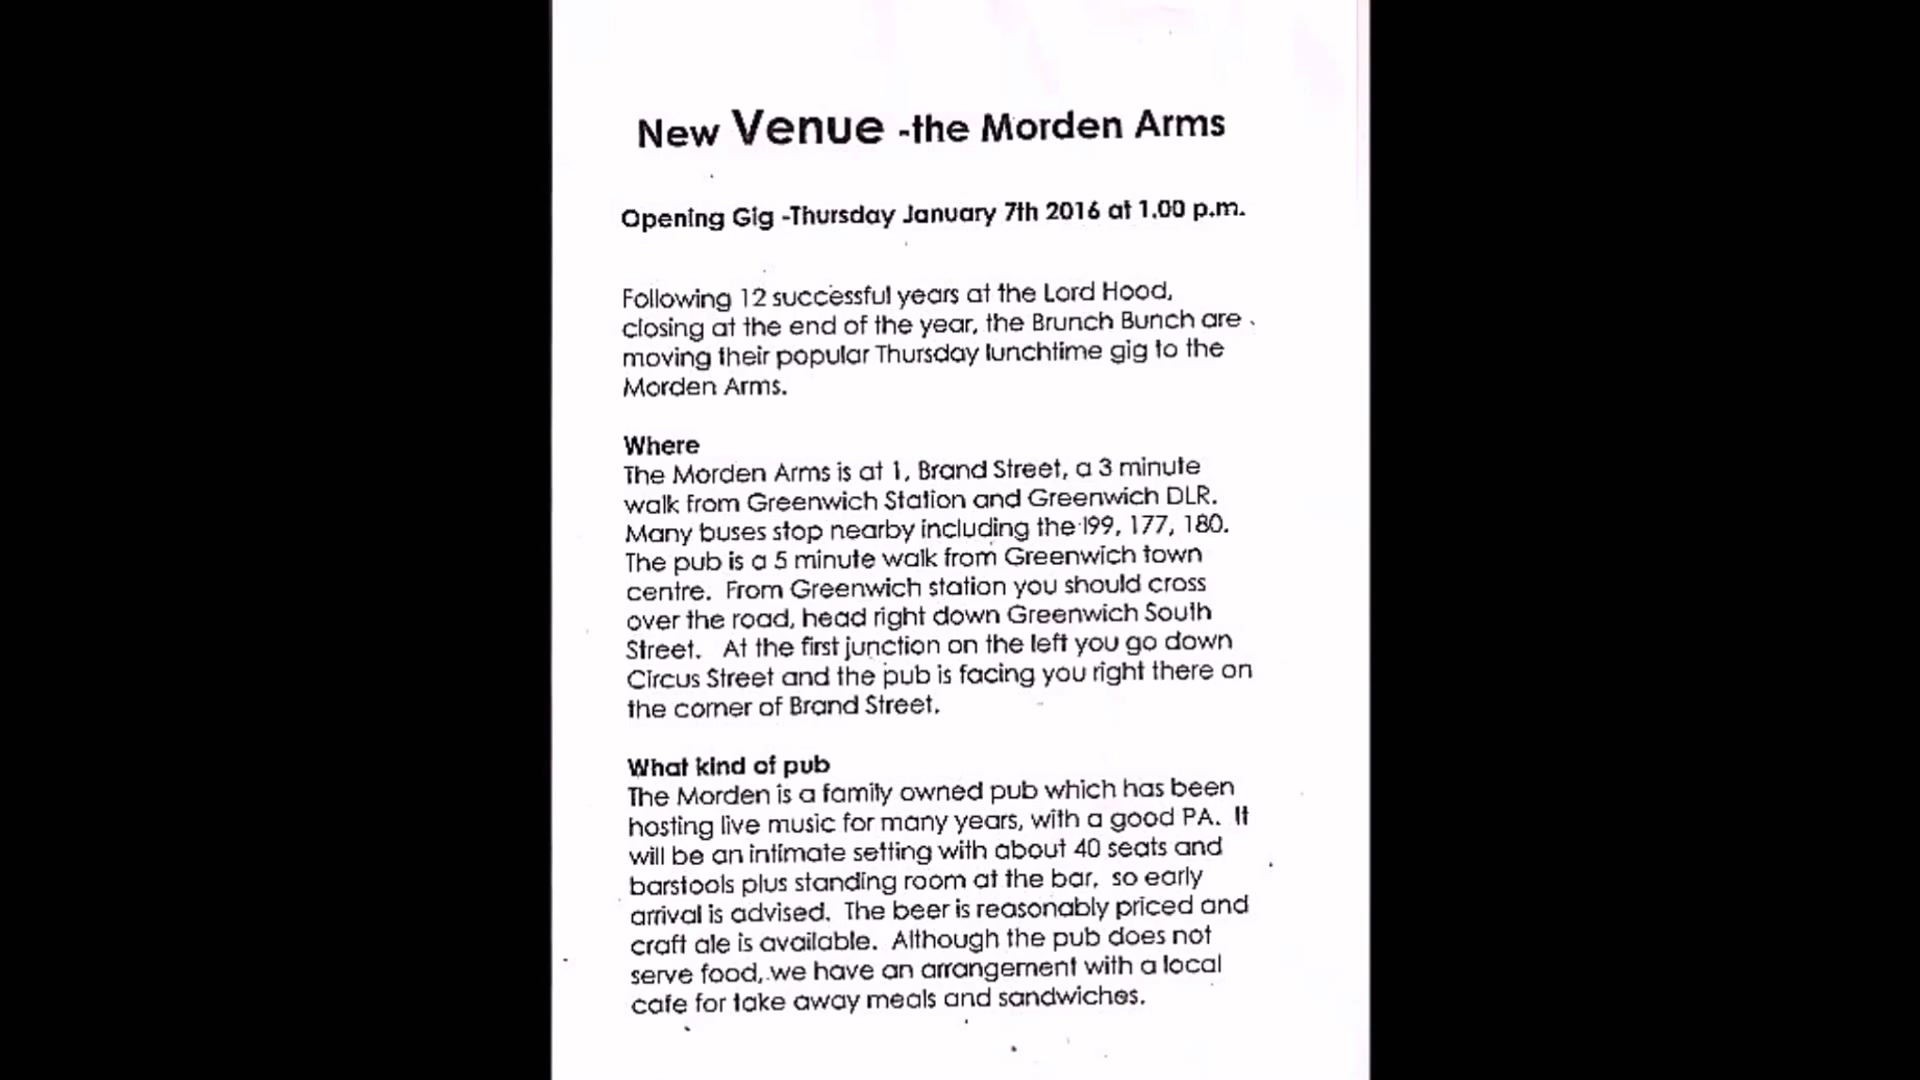 New Venue -the Morden Arms
Opening Gig -Thursday January 7th 2016 at 1.00 p.m.
Following 12 successful years at the Lord Hood,
closing at the end of the year, the Brunch Bunch are
moving their popular Thursday lunchtime gig to the
Morden Arms.
Where
The Morden Arms is at 1, Brand Street, a 3 minute
walk from Greenwich Station and Greenwich DLR.
Many buses stop nearby including the 199, 177, 180.
The pub is a 5 minute walk from Greenwich town
centre. From Greenwich station you should cross
over the road, head right down Greenwich South
Street. At the first junction on the left you go down
Circus Street and the pub is facing you right there on
the corner of Brand Street.
What kind of pub
The Morden is a family owned pub which has been
hosting live music for many years, with a good PA. It
will be an intimate setting with about 40 seats and
barstools plus standing room at the bar, so early
arrival is advised. The beer is reasonably priced and
craft ale is available. Although the pub does not
serve food, we have an arrangement with a local
cafe for take away meals and sandwiches.